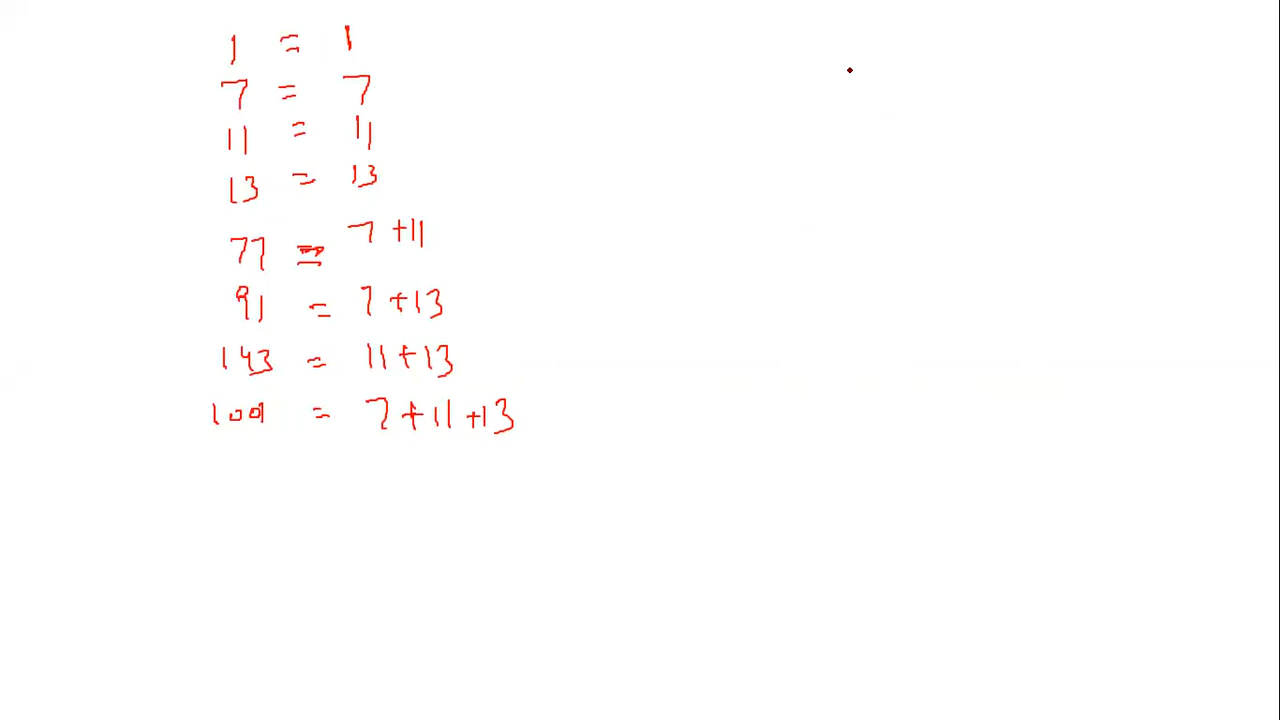 1 = 1
7 = 7
11 = 11
13 = 13
77 = 7 + 11
91 = 7 + 13
143 = 11 + 13
1001 = 7 + 11 + 13